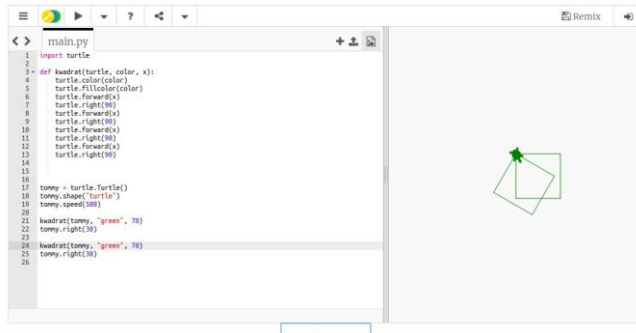 ?
Remix
main.py
1 import turtle
2
3 def kwadrat(turtle, color, x):
4 turtle.color(color)
5 turtle.fillcolor(color)
6 turtle.forward(x)
7 turtle.right(90)
8 turtle.forward(x)
9 turtle.right(90)
10 turtle.forward(x)
11 turtle.right(90)
12 turtle.forward(x)
13 turtle.right(90)
14
15
16
17 tommy = turtle.Turtle()
18 tommy.shape("turtle")
19 tommy.speed(500)
20
21 kwadrat(tommy, "green", 70)
22 tommy.right(30)
23
24 kwadrat(tommy, "green", 70)
25 tommy.right(30)
26